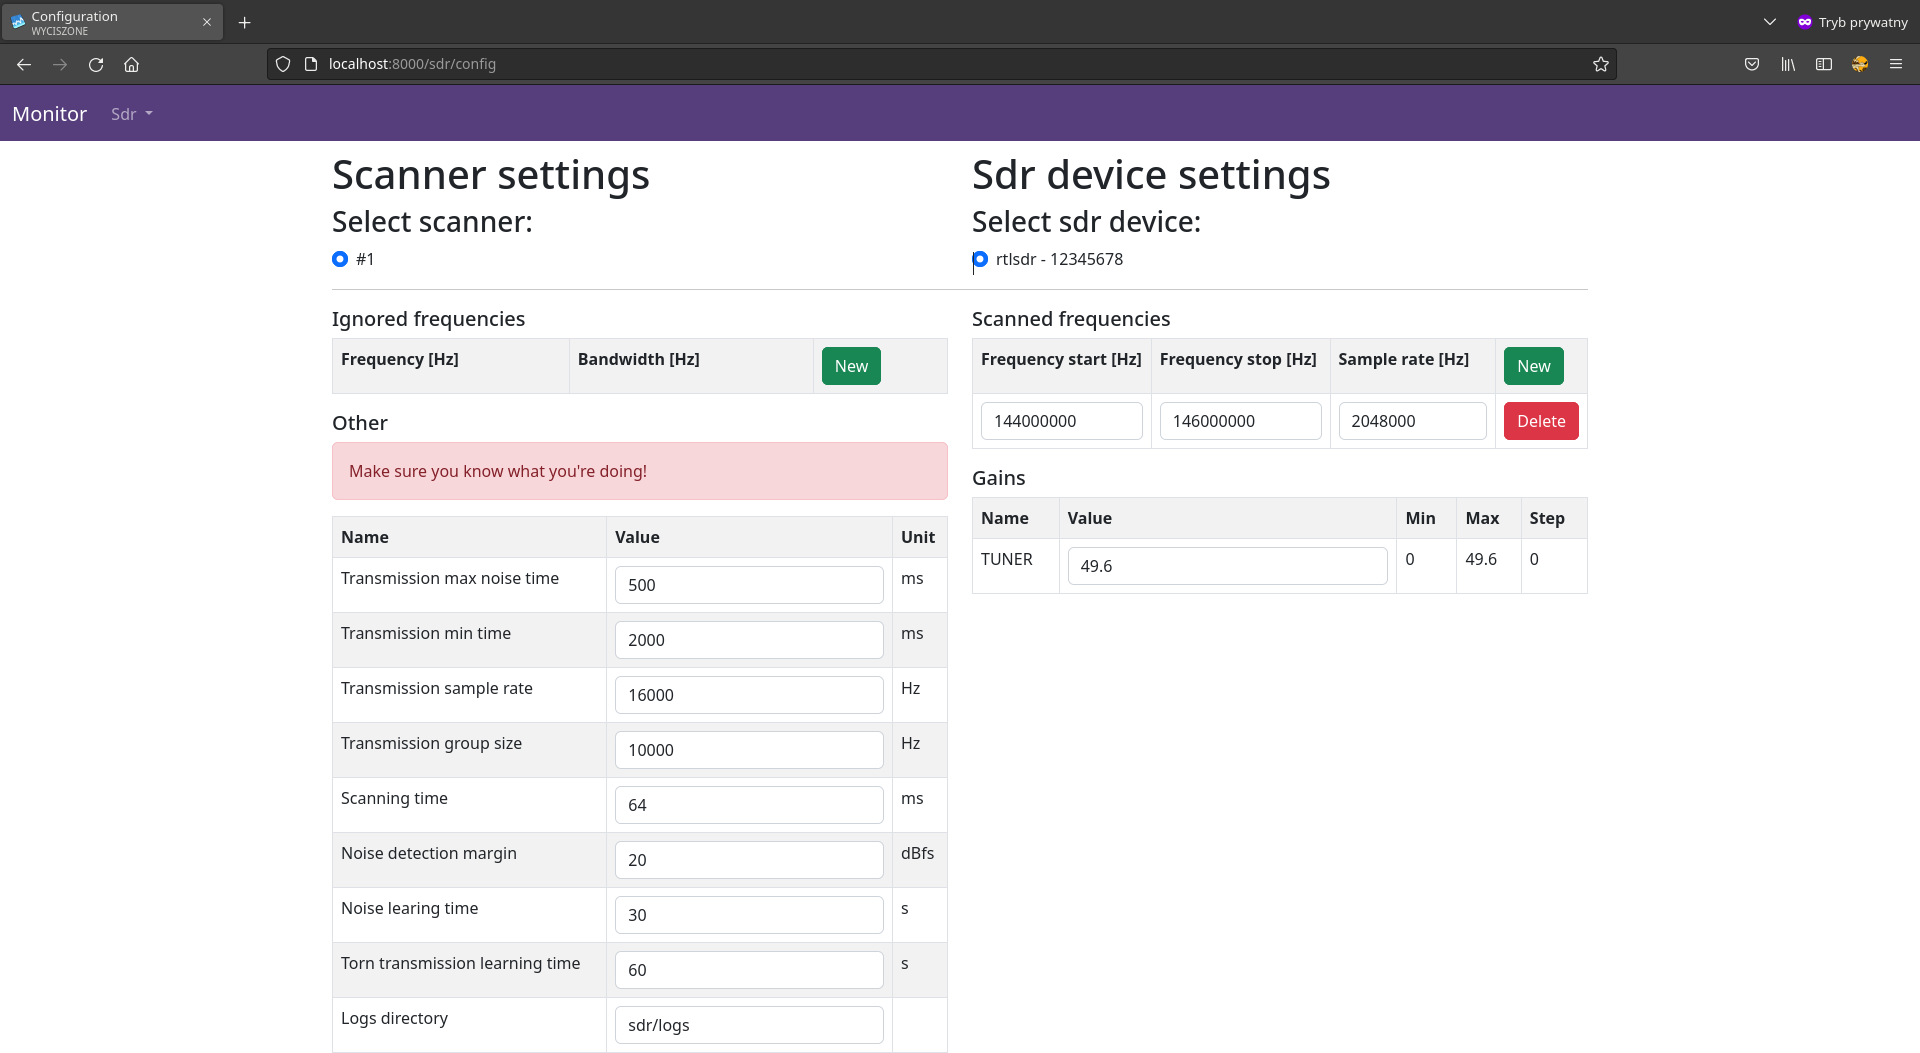 Configuration
WYCISZONE
Tryb prywatny
localhost:8000/sdr/config
Monitor Sdr
Scanner settings
Select scanner:
#1
Ignored frequencies
Frequency [Hz] Bandwidth [Hz] New
Other
Make sure you know what you're doing!
Name Value Unit
Transmission max noise time 500 ms
Transmission min time 2000 ms
Transmission sample rate 16000 Hz
Transmission group size 10000 Hz
Scanning time 64 ms
Noise detection margin 20 dBfs
Noise learing time 30 s
Torn transmission learning time 60 s
Logs directory sdr/logs
Sdr device settings
Select sdr device:
rtlsdr - 12345678
Scanned frequencies
Frequency start [Hz] Frequency stop [Hz] Sample rate [Hz] New
144000000 146000000 2048000 Delete
Gains
Name Value Min Max Step
TUNER 49.6 0 49.6 0